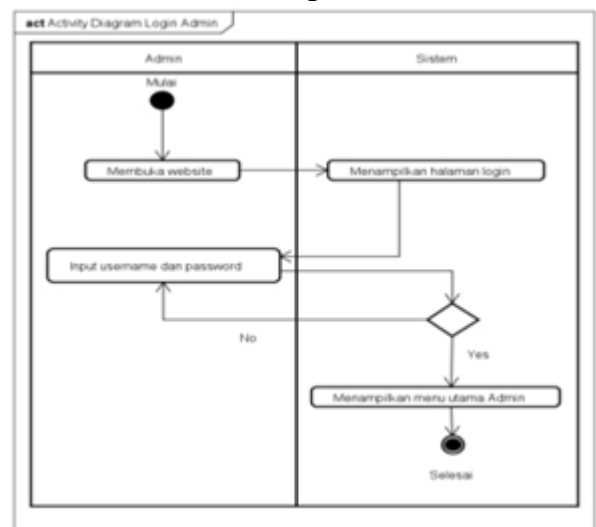 act Activity Diagram Login Admin
Admin
Sistem
Mulai
Membuka website
Menampilkan halaman login
Input username dan password
No
Yes
Menampilkan menu utama Admin
Selesai